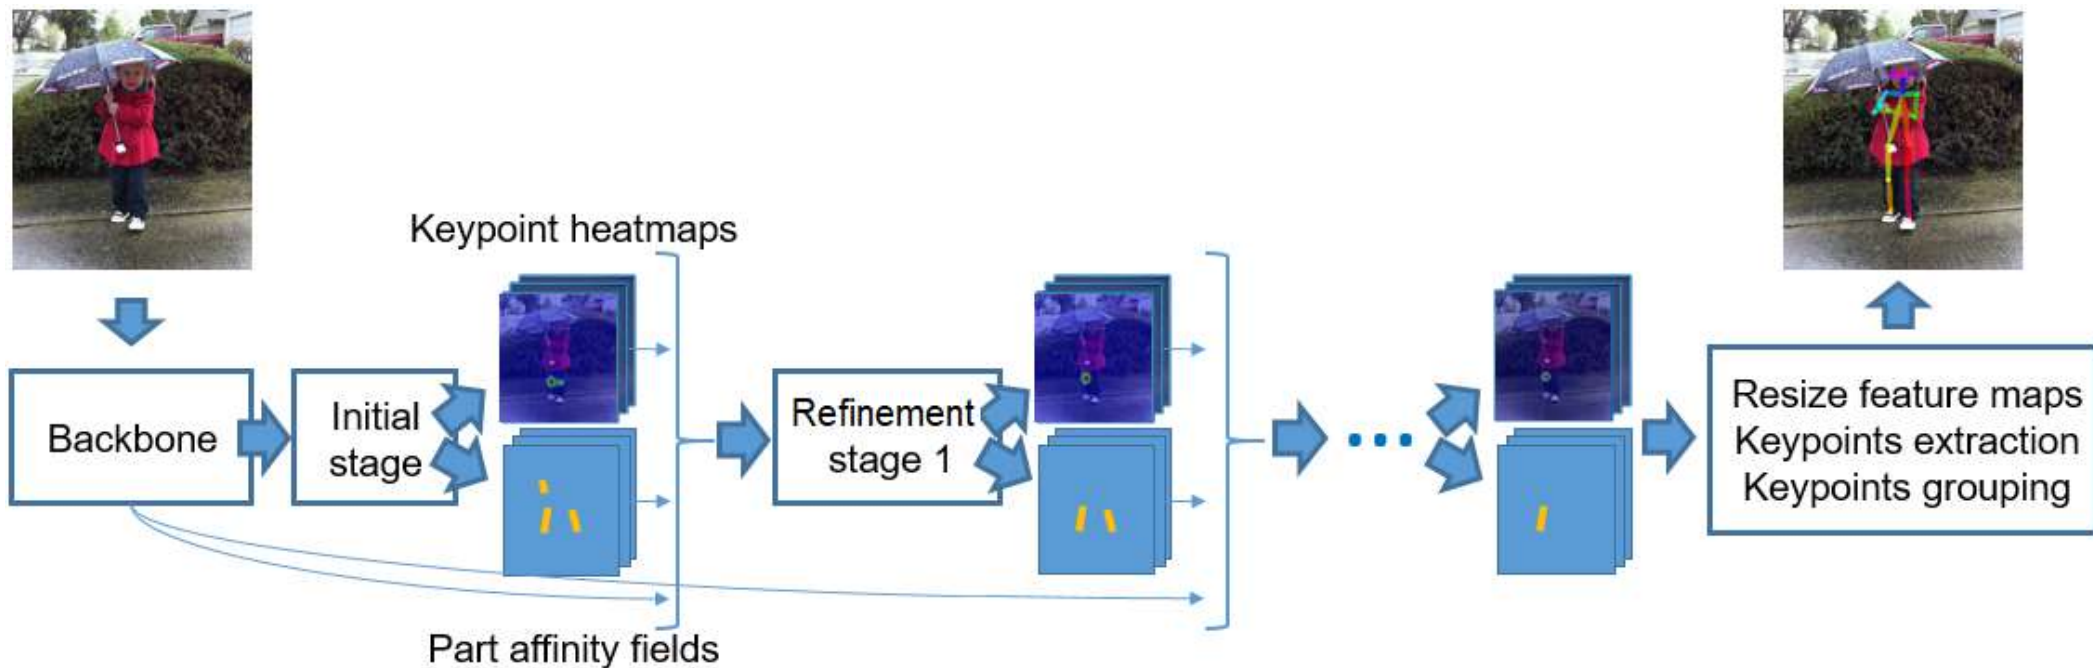 Keypoint heatmaps
Backbone
Initial
stage
Refinement
stage 1
Resize feature maps
Keypoints extraction
Keypoints grouping
Part affinity fields